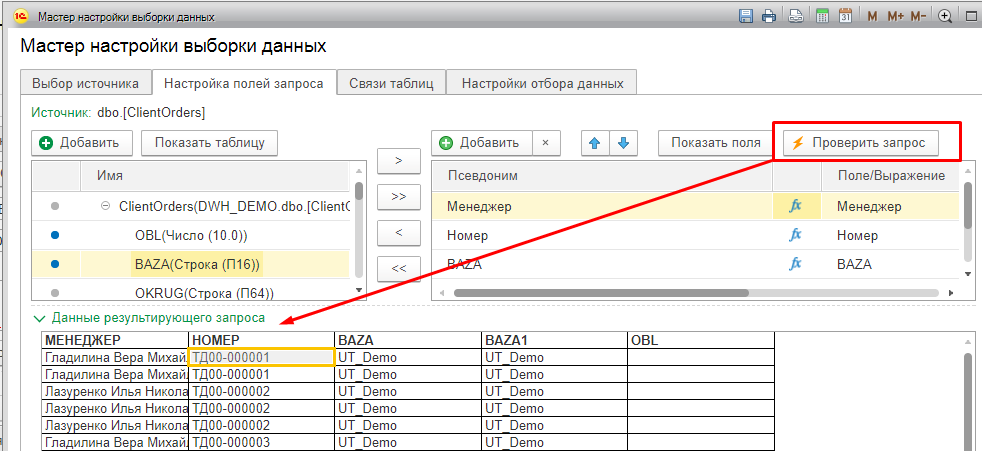 1С Мастер настройки выборки данных M M+ M-
31
Мастер настройки выборки данных
Выбор источника Настройка полей запроса Связи таблиц Настройки отбора данных
Источник: dbo.[ClientOrders]
Добавить Показать таблицу Добавить × Показать поля Проверить запрос
Имя > Псевдоним Поле/Выражение
ClientOrders(DWH_DEMO.dbo.[ClientO >> Менеджер fx Менеджер
OBL(Число (10.0)) < Номер fx Номер
BAZA(Строка (П16)) << BAZA fx BAZA
OKRUG(Строка (П64))
Данные результирующего запроса
МЕНЕДЖЕР НОМЕР BAZA BAZA1 OBL
Гладилина Вера Михай ТД00-000001 UT_Demo UT_Demo
Гладилина Вера Михай ТД00-000001 UT_Demo UT_Demo
Лазуренко Илья Никола ТД00-000002 UT_Demo UT_Demo
Лазуренко Илья Никола ТД00-000002 UT_Demo UT_Demo
Лазуренко Илья Никола ТД00-000002 UT_Demo UT_Demo
Гладилина Вера Михай ТД00-000003 UT_Demo UT_Demo